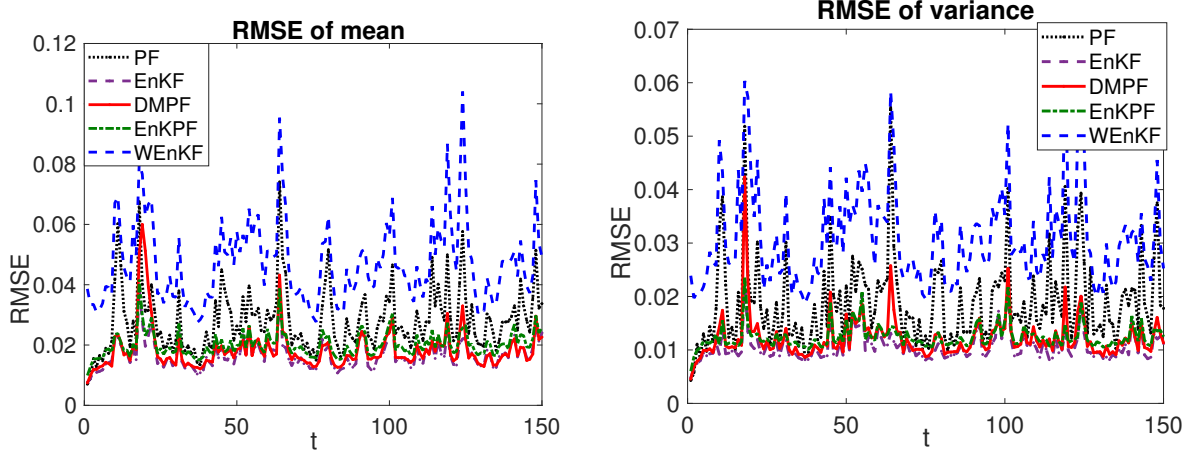 RMSE of mean
0.12
0.1
0.08
0.06
0.04
0.02
0
RMSE
PF
EnKF
DMPF
EnKPF
WEnKF
0
50
100
150
t
RMSE of variance
0.07
0.06
0.05
0.04
0.03
0.02
0.01
0
RMSE
PF
EnKF
DMPF
EnKPF
WEnKF
0
50
100
150
t